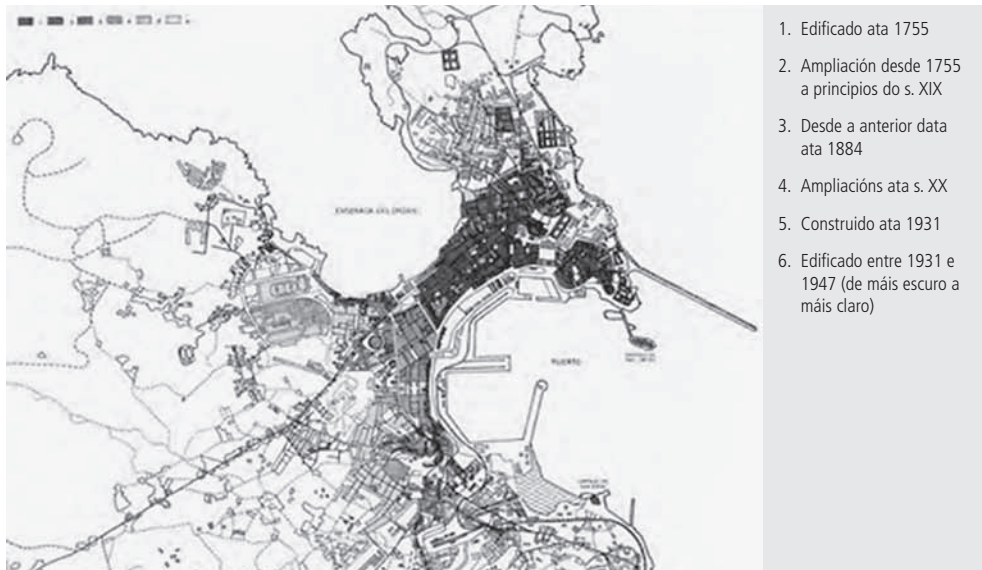 ENSENADA DEL ORZAN
PUERTO
1. Edificado ata 1755
2. Ampliación desde 1755
a principios do s. XIX
3. Desde a anterior data
ata 1884
4. Ampliacións ata s. XX
5. Construido ata 1931
6. Edificado entre 1931 e
1947 (de máis escuro a
máis claro)